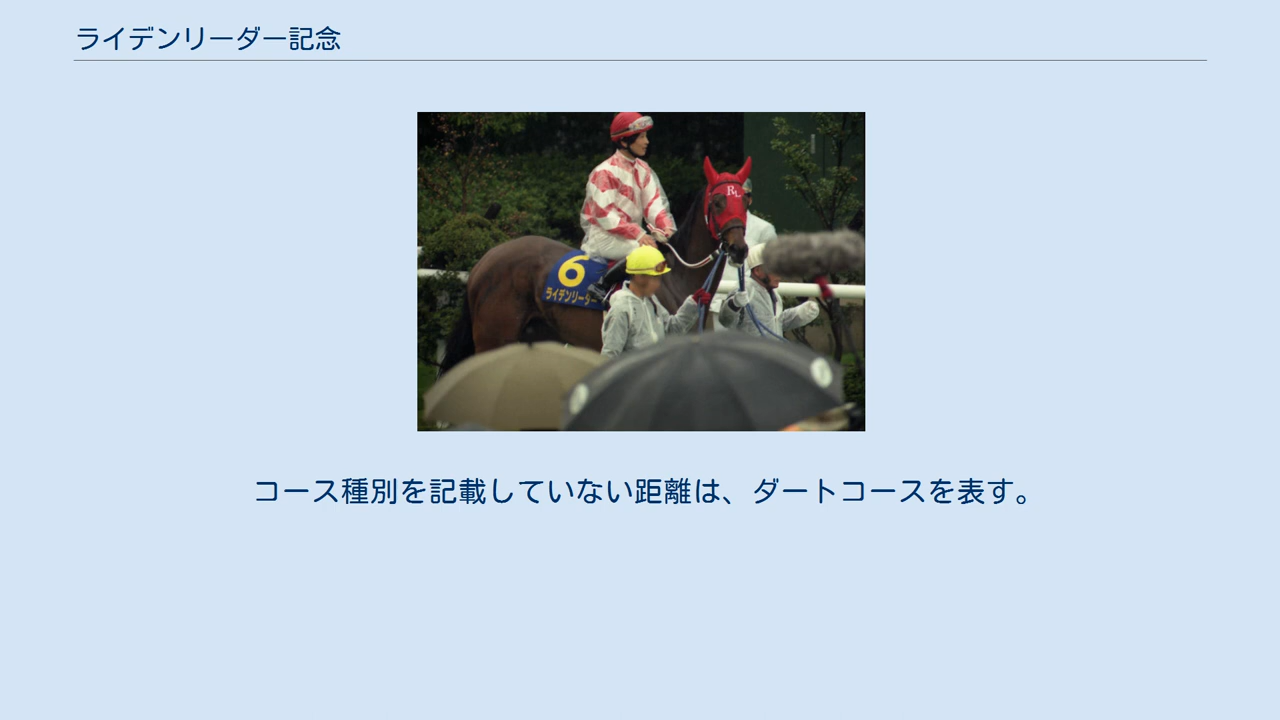 ライデンリーダー記念
RL
6
ライデンリーダー
コース種別を記載していない距離は、ダートコースを表す。